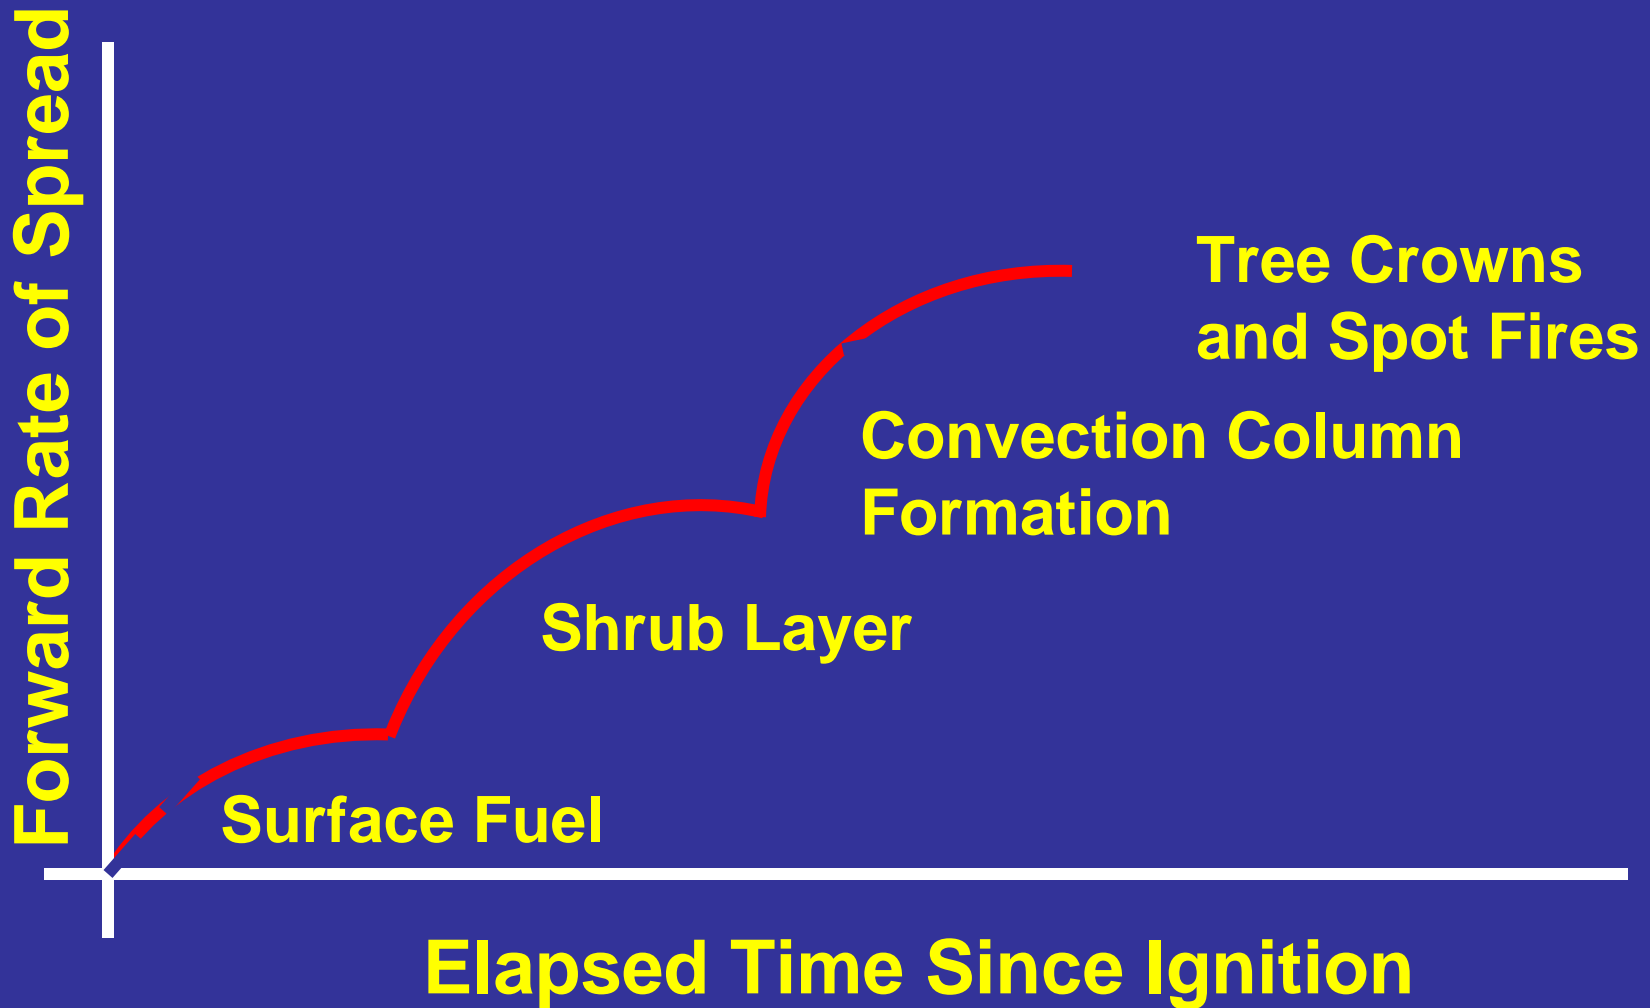 Forward Rate of Spread
Tree Crowns
and Spot Fires
Convection Column
Formation
Shrub Layer
Surface Fuel
Elapsed Time Since Ignition